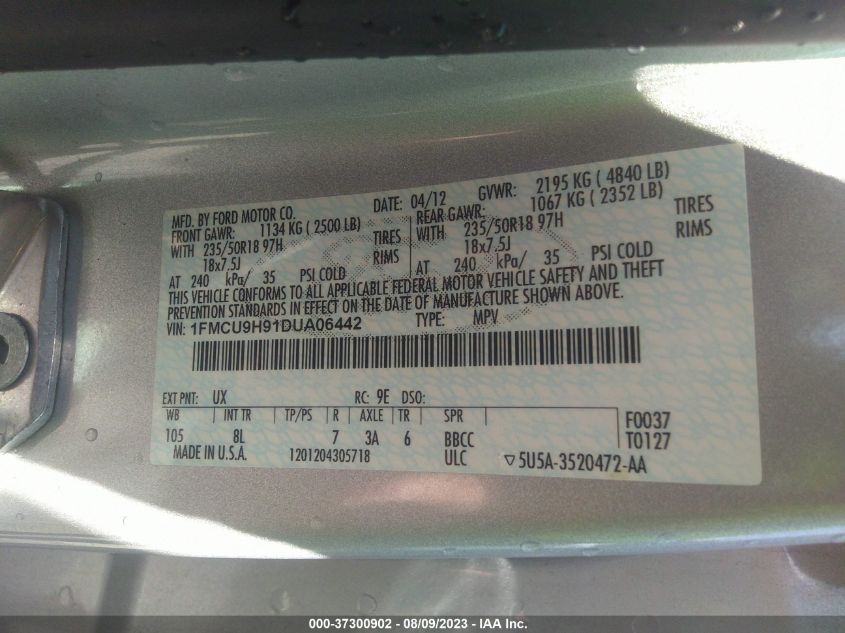 MFD. BY FORD MOTOR CO. DATE: 04/12 GVWR: 2195 KG ( 4840 LB)
FRONT GAWR: 1134 KG ( 2500 LB) REAR GAWR: 1067 KG ( 2352 LB)
WITH 235/50R18 97H TIRES WITH 235/50R18 97H TIRES
18x7.5J RIMS 18x7.5J RIMS
AT 240 kPa/ 35 PSI COLD AT 240 kPa/ 35 PSI COLD
THIS VEHICLE CONFORMS TO ALL APPLICABLE FEDERAL MOTOR VEHICLE SAFETY AND THEFT
PREVENTION STANDARDS IN EFFECT ON THE DATE OF MANUFACTURE SHOWN ABOVE.
VIN: 1FMCU9H91DUA06442 TYPE: MPV
EXT PNT: UX RC: 9E DSO:
WB INT TR TP/PS R AXLE TR SPR F0037
105 8L 7 3A 6 BBCC T0127
MADE IN U.S.A. 1201204305718 ULC ▽5U5A-3520472-AA
000-37300902 - 08/09/2023 - IAA Inc.